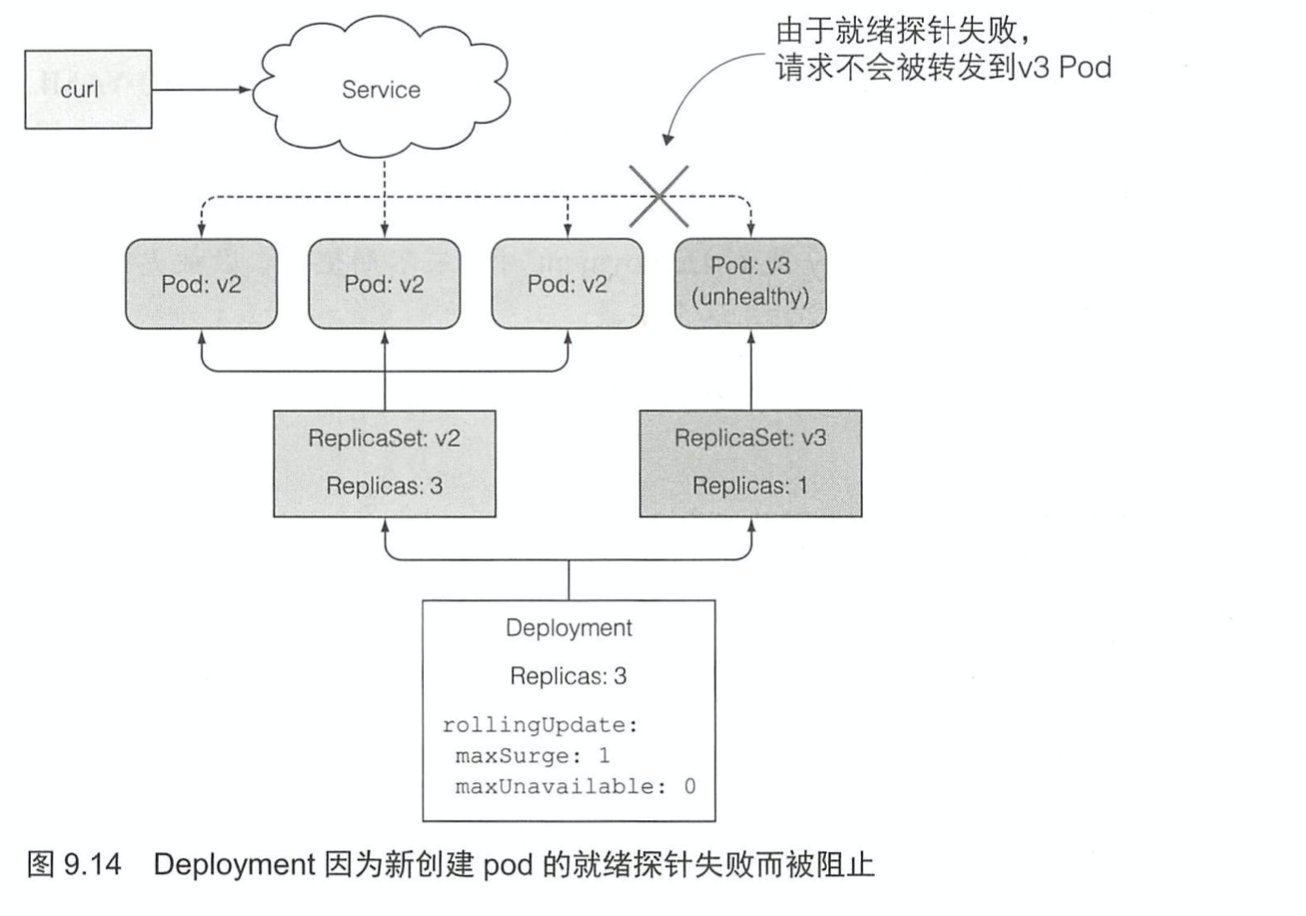 由于就绪探针失败，
请求不会被转发到v3 Pod
curl
Service
Pod: v2
Pod: v2
Pod: v2
Pod: v3
(unhealthy)
ReplicaSet: v2
Replicas: 3
ReplicaSet: v3
Replicas: 1
Deployment
Replicas: 3
rollingUpdate:
maxSurge: 1
maxUnavailable: 0
图 9.14 Deployment 因为新创建 pod 的就绪探针失败而被阻止